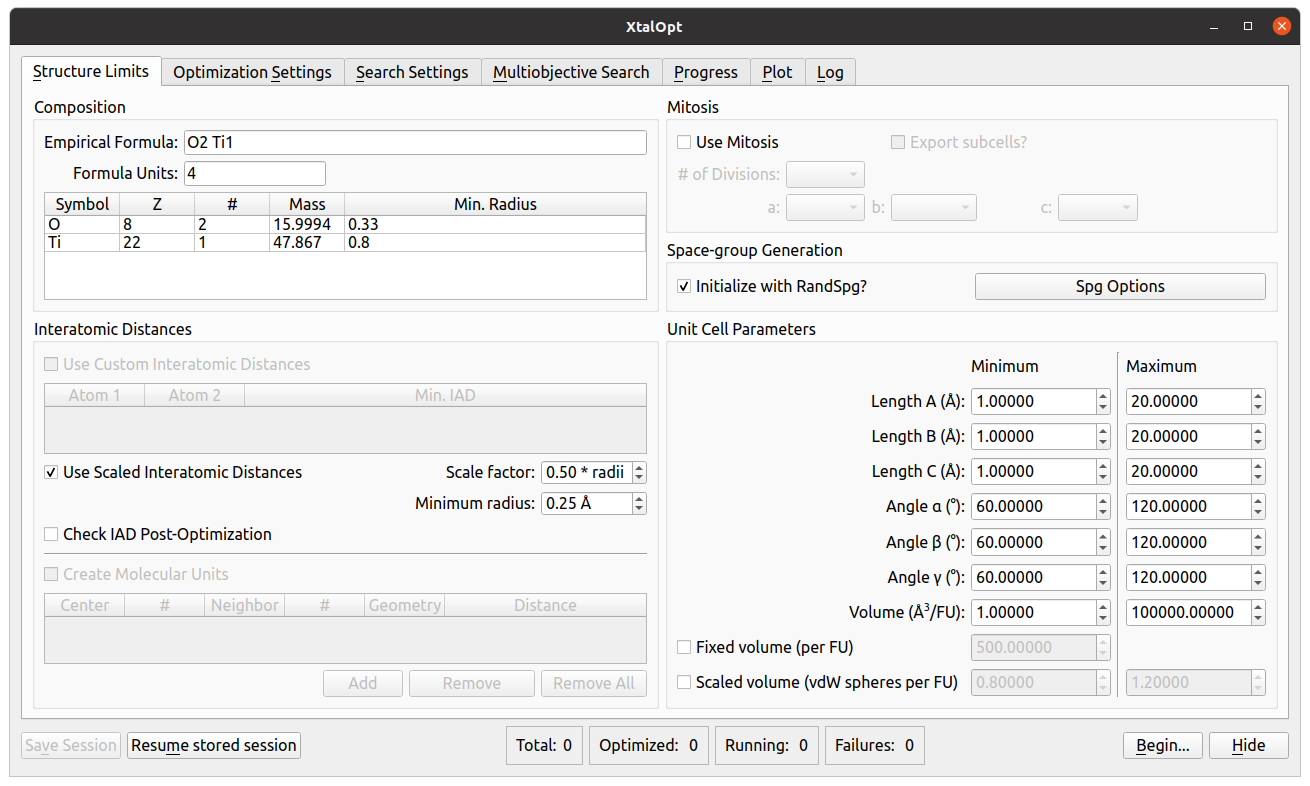 XtalOpt
Structure Limits Optimization Settings Search Settings Multiobjective Search Progress Plot Log
Composition
Empirical Formula: O2 Ti1
Formula Units: 4
Symbol Z # Mass Min. Radius
O 8 2 15.9994 0.33
Ti 22 1 47.867 0.8
Interatomic Distances
Use Custom Interatomic Distances
Atom 1 Atom 2 Min. IAD
Use Scaled Interatomic Distances Scale factor: 0.50 * radii
Minimum radius: 0.25 Å
Check IAD Post-Optimization
Create Molecular Units
Center # Neighbor # Geometry Distance
Add Remove Remove All
Mitosis
Use Mitosis Export subcells?
# of Divisions:
a: b: c:
Space-group Generation
Initialize with RandSpg? Spg Options
Unit Cell Parameters
Minimum Maximum
Length A (Å): 1.00000 20.00000
Length B (Å): 1.00000 20.00000
Length C (Å): 1.00000 20.00000
Angle α (°): 60.00000 120.00000
Angle β (°): 60.00000 120.00000
Angle γ (°): 60.00000 120.00000
Volume (Å³/FU): 1.00000 100000.00000
Fixed volume (per FU) 500.00000
Scaled volume (vdW spheres per FU) 0.80000 1.20000
Save Session Resume stored session Total: 0 Optimized: 0 Running: 0 Failures: 0 Begin... Hide